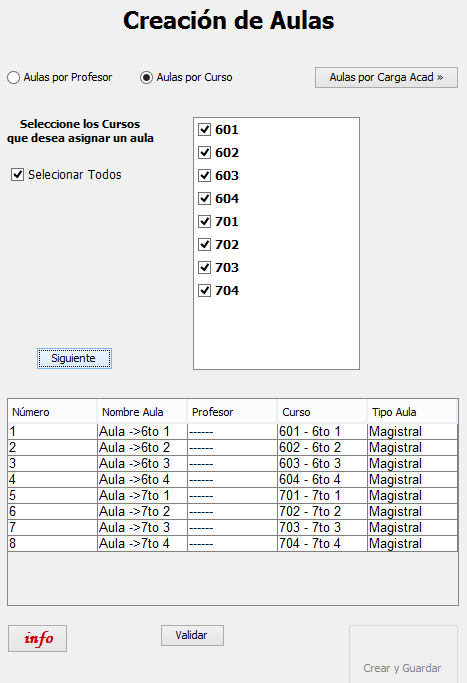 Creación de Aulas
Aulas por Profesor Aulas por Curso Aulas por Carga Acad »
Seleccione los Cursos
que desea asignar un aula
Selecionar Todos
601
602
603
604
701
702
703
704
Siguiente
Número Nombre Aula Profesor Curso Tipo Aula
1 Aula ->6to 1 ------ 601 - 6to 1 Magistral
2 Aula ->6to 2 ------ 602 - 6to 2 Magistral
3 Aula ->6to 3 ------ 603 - 6to 3 Magistral
4 Aula ->6to 4 ------ 604 - 6to 4 Magistral
5 Aula ->7to 1 ------ 701 - 7to 1 Magistral
6 Aula ->7to 2 ------ 702 - 7to 2 Magistral
7 Aula ->7to 3 ------ 703 - 7to 3 Magistral
8 Aula ->7to 4 ------ 704 - 7to 4 Magistral
info Validar
Crear y Guardar